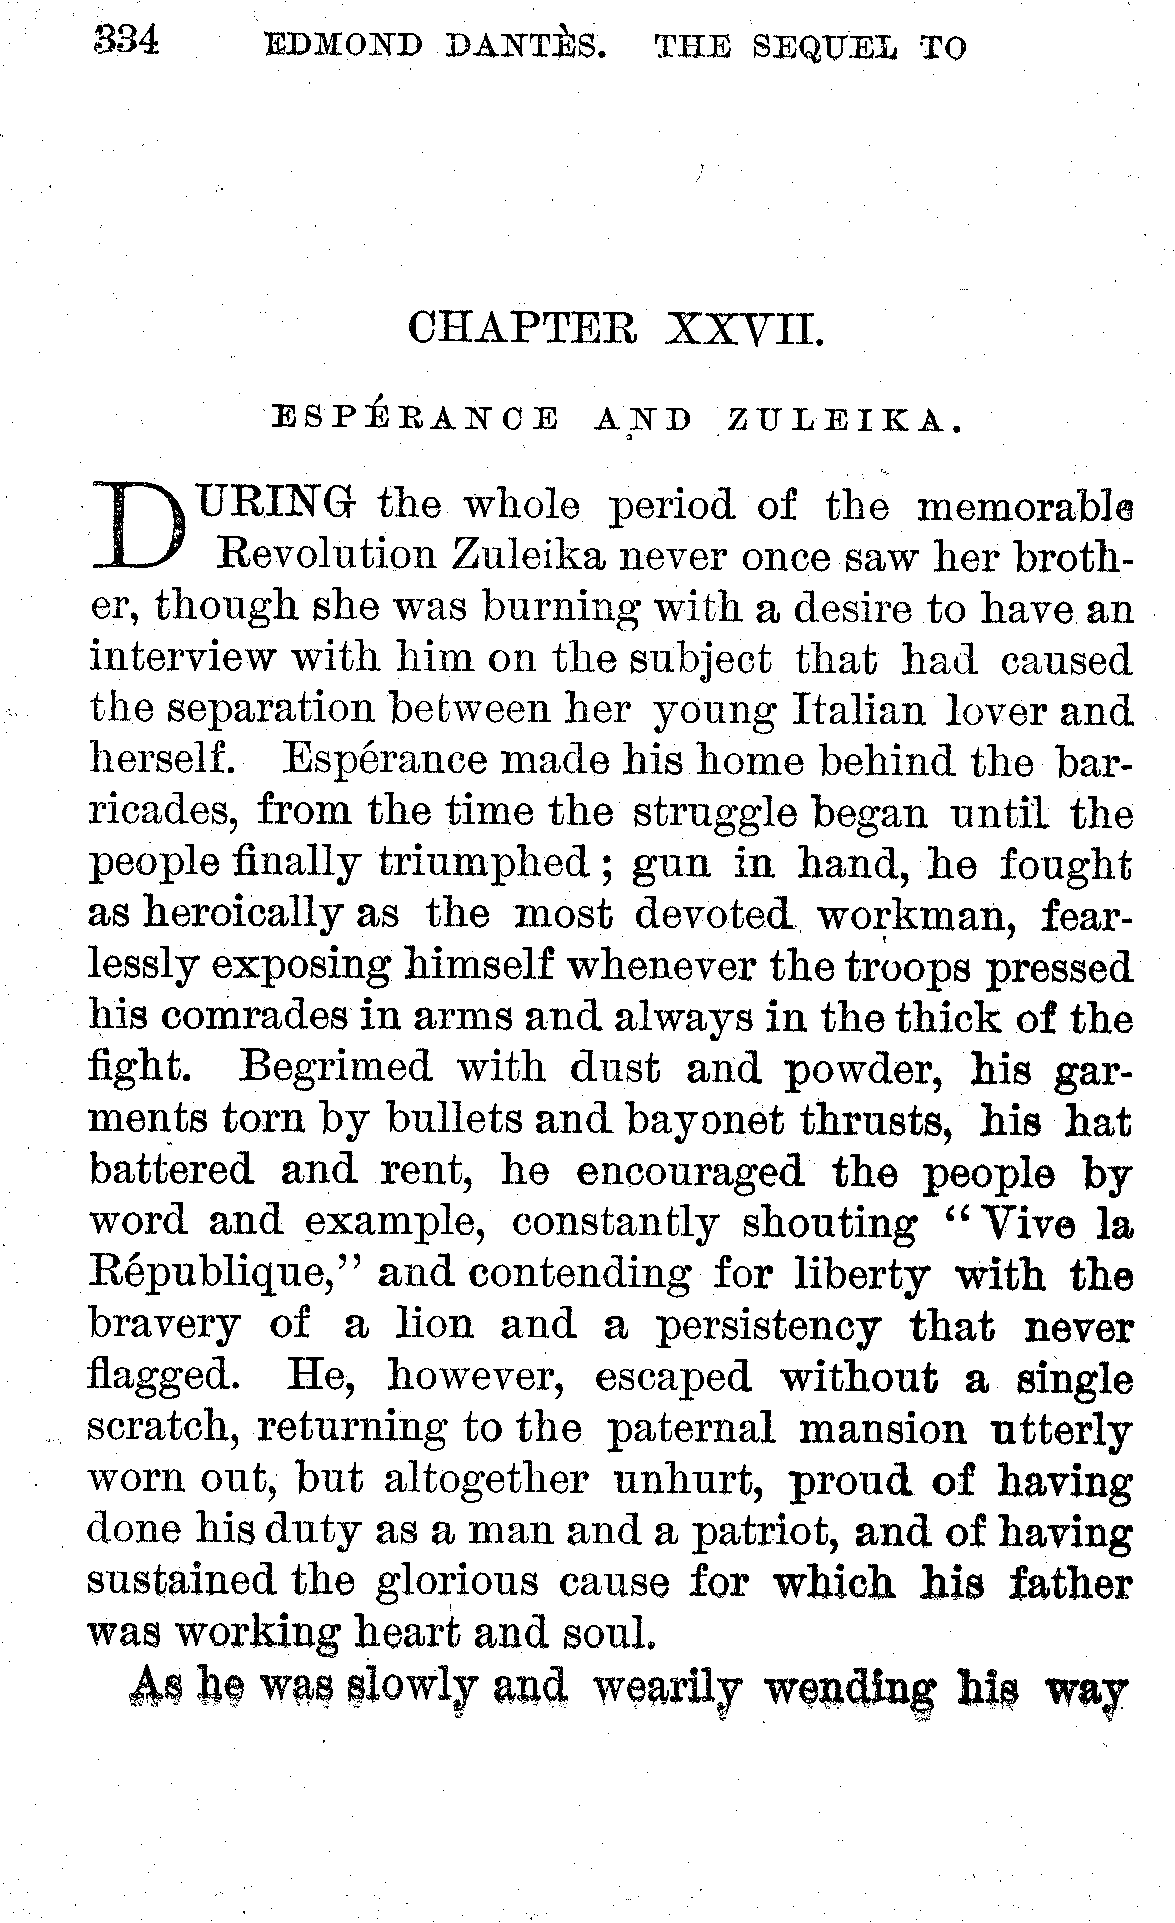 334 EDMOND DANTÈS. THE SEQUEL TO
CHAPTER XXVII.
ESPÉRANCE AND ZULEIKA.
DURING the whole period of the memorable
Revolution Zuleika never once saw her broth-
er, though she was burning with a desire to have an
interview with him on the subject that had caused
the separation between her young Italian lover and
herself. Espérance made his home behind the bar-
ricades, from the time the struggle began until the
people finally triumphed; gun in hand, he fought
as heroically as the most devoted workman, fear-
lessly exposing himself whenever the troops pressed
his comrades in arms and always in the thick of the
fight. Begrimed with dust and powder, his gar-
ments torn by bullets and bayonet thrusts, his hat
battered and rent, he encouraged the people by
word and example, constantly shouting “Vive la
République,” and contending for liberty with the
bravery of a lion and a persistency that never
flagged. He, however, escaped without a single
scratch, returning to the paternal mansion utterly
worn out, but altogether unhurt, proud of having
done his duty as a man and a patriot, and of having
sustained the glorious cause for which his father
was working heart and soul.
As he was slowly and wearily wending his way